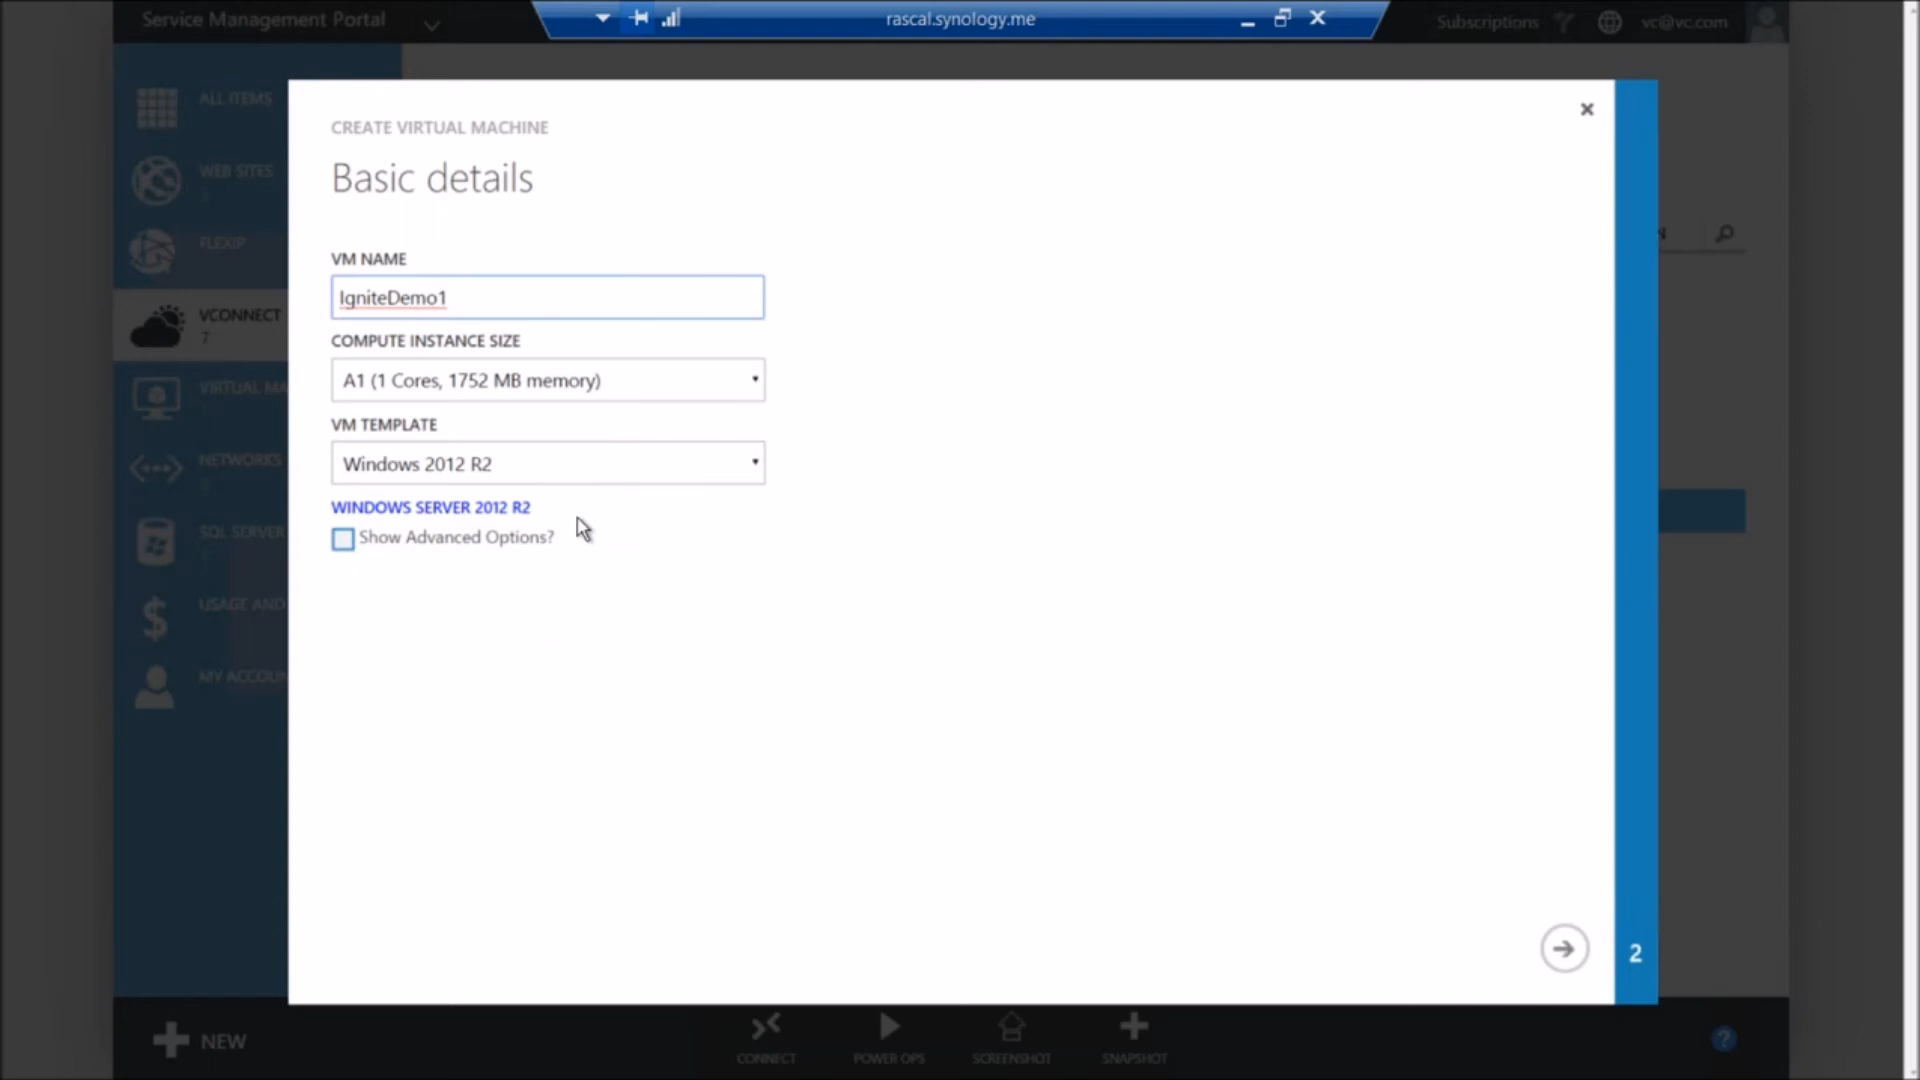 Service Management Portal
rascal.synology.me
Subscriptions
vc@vc.com
ALL ITEMS
WEB SITES
FLEXIP
VCONNECT
7
VIRTUAL MA
NETWORKS
SQL SERVER
USAGE AND
MY ACCOUN
CREATE VIRTUAL MACHINE
Basic details
VM NAME
IgniteDemo1
COMPUTE INSTANCE SIZE
A1 (1 Cores, 1752 MB memory)
VM TEMPLATE
Windows 2012 R2
WINDOWS SERVER 2012 R2
Show Advanced Options?
2
NEW
CONNECT
POWER OPS
SCREENSHOT
SNAPSHOT
?